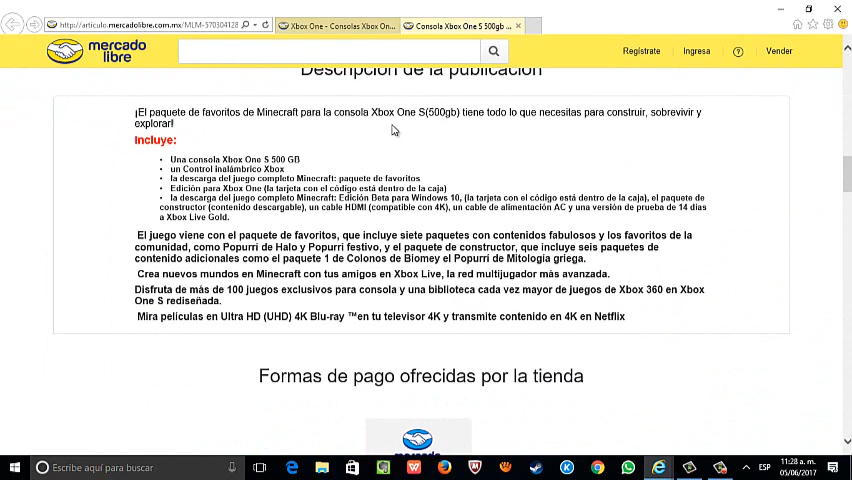 http://articulo.mercadolibre.com.mx/MLM-570304128
Xbox One - Consolas Xbox On...
Consola Xbox One S 500gb ...
mercado
libre
Regístrate
Ingresa
Vender
Descripción de la publicación
¡El paquete de favoritos de Minecraft para la consola Xbox One S(500gb) tiene todo lo que necesitas para construir, sobrevivir y
explorar!
Incluye:
• Una consola Xbox One S 500 GB
• un Control inalámbrico Xbox
• la descarga del juego completo Minecraft: paquete de favoritos
• Edición para Xbox One (la tarjeta con el código está dentro de la caja)
• la descarga del juego completo Minecraft: Edición Beta para Windows 10, (la tarjeta con el código está dentro de la caja), el paquete de
constructor (contenido descargable), un cable HDMI (compatible con 4K), un cable de alimentación AC y una versión de prueba de 14 días
a Xbox Live Gold.
El juego viene con el paquete de favoritos, que incluye siete paquetes con contenidos fabulosos y los favoritos de la
comunidad, como Popurrí de Halo y Popurrí festivo, y el paquete de constructor, que incluye seis paquetes de
contenido adicionales como el paquete 1 de Colonos de Biomey el Popurrí de Mitología griega.
Crea nuevos mundos en Minecraft con tus amigos en Xbox Live, la red multijugador más avanzada.
Disfruta de más de 100 juegos exclusivos para consola y una biblioteca cada vez mayor de juegos de Xbox 360 en Xbox
One S rediseñada.
Mira películas en Ultra HD (UHD) 4K Blu-ray ™en tu televisor 4K y transmite contenido en 4K en Netflix
Formas de pago ofrecidas por la tienda
Escribe aquí para buscar
ESP
11:28 a. m.
05/06/2017